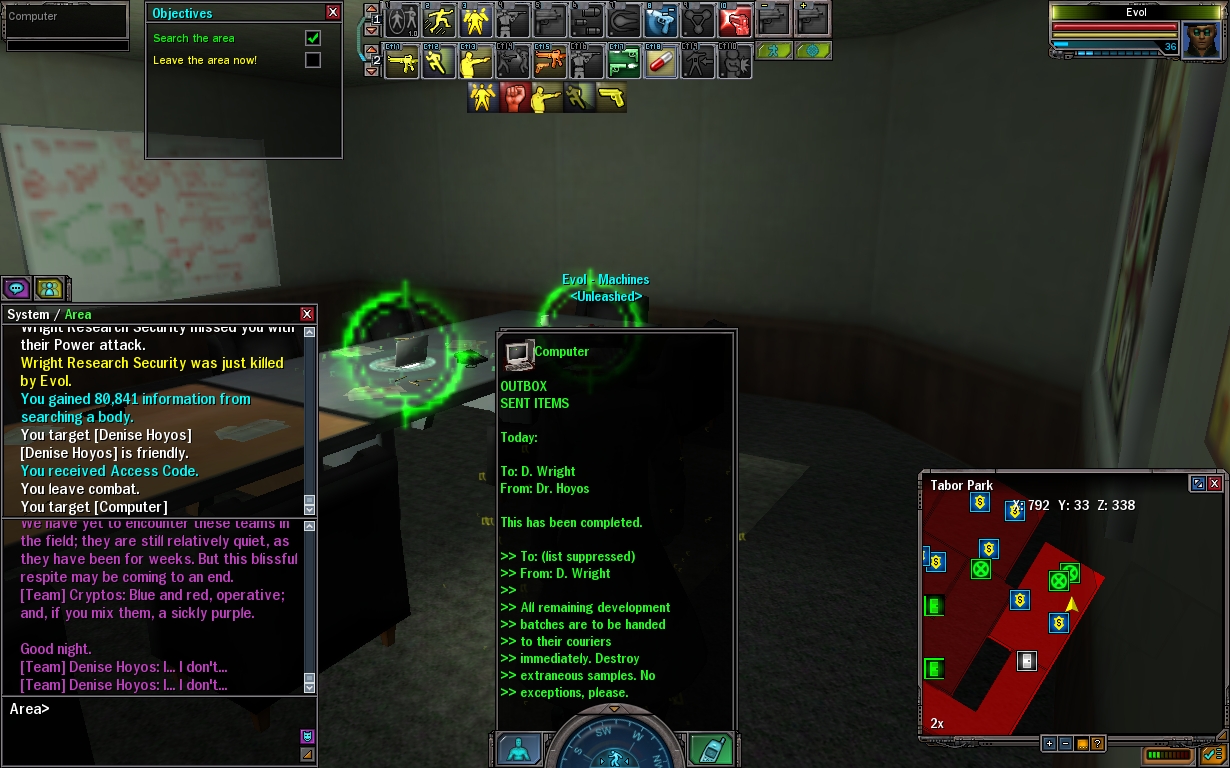 Computer
Objectives
Search the area
Leave the area now!
Evol
36
Evol - Machines
<Unleashed>
System / Area
Wright Research Security missed you with
their Power attack.
Wright Research Security was just killed
by Evol.
You gained 80,841 information from
searching a body.
You target [Denise Hoyos]
[Denise Hoyos] is friendly.
You received Access Code.
You leave combat.
You target [Computer]
We have yet to encounter these teams in
the field; they are still relatively quiet, as
they have been for weeks. But this blissful
respite may be coming to an end.
[Team] Cryptos: Blue and red, operative;
and, if you mix them, a sickly purple.
Good night.
[Team] Denise Hoyos: I... I don't...
[Team] Denise Hoyos: I... I don't...
Area>
Computer
OUTBOX
SENT ITEMS
Today:
To: D. Wright
From: Dr. Hoyos
This has been completed.
>> To: (list suppressed)
>> From: D. Wright
>>
>> All remaining development
>> batches are to be handed
>> to their couriers
>> immediately. Destroy
>> extraneous samples. No
>> exceptions, please.
S SW W NW
Tabor Park
X: 792 Y: 33 Z: 338
2x